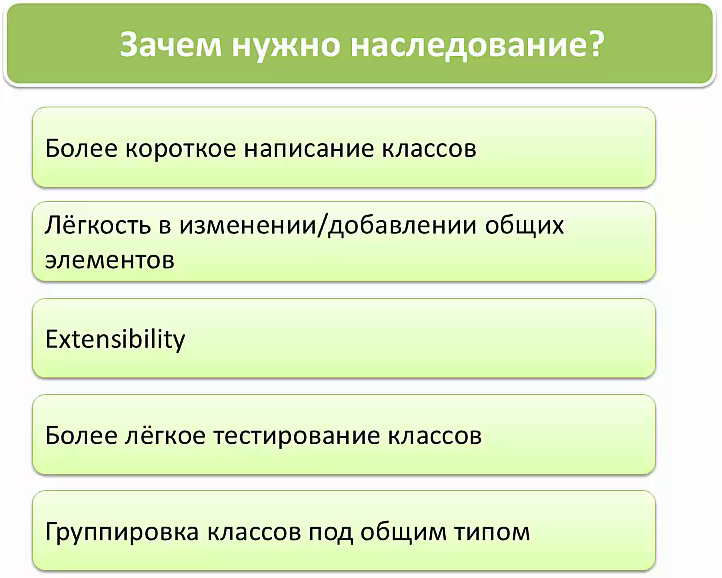 Зачем нужно наследование?
Более короткое написание классов
Лёгкость в изменении/добавлении общих
элементов
Extensibility
Более лёгкое тестирование классов
Группировка классов под общим типом